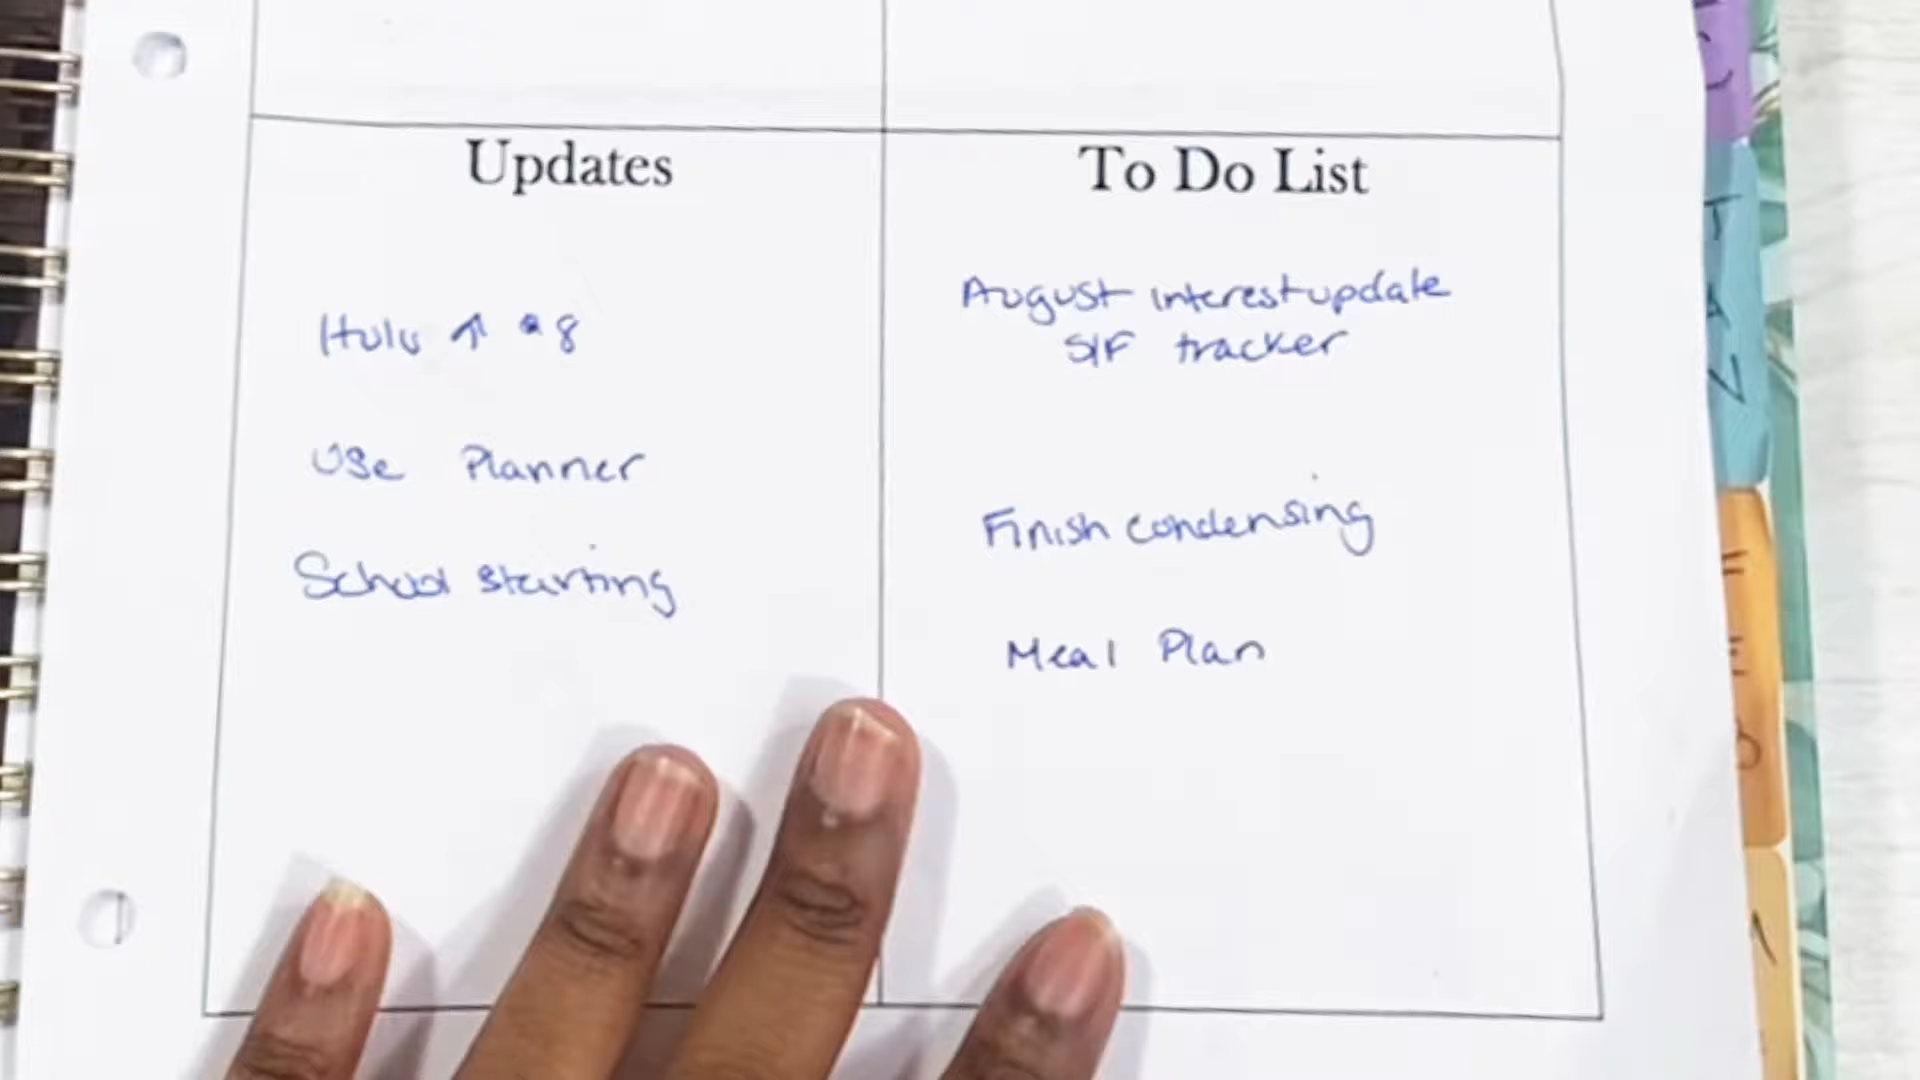 Updates
Hulu ↑ 8
Use Planner
School starting
To Do List
August interest update
S/F tracker
Finish condensing
Meal Plan